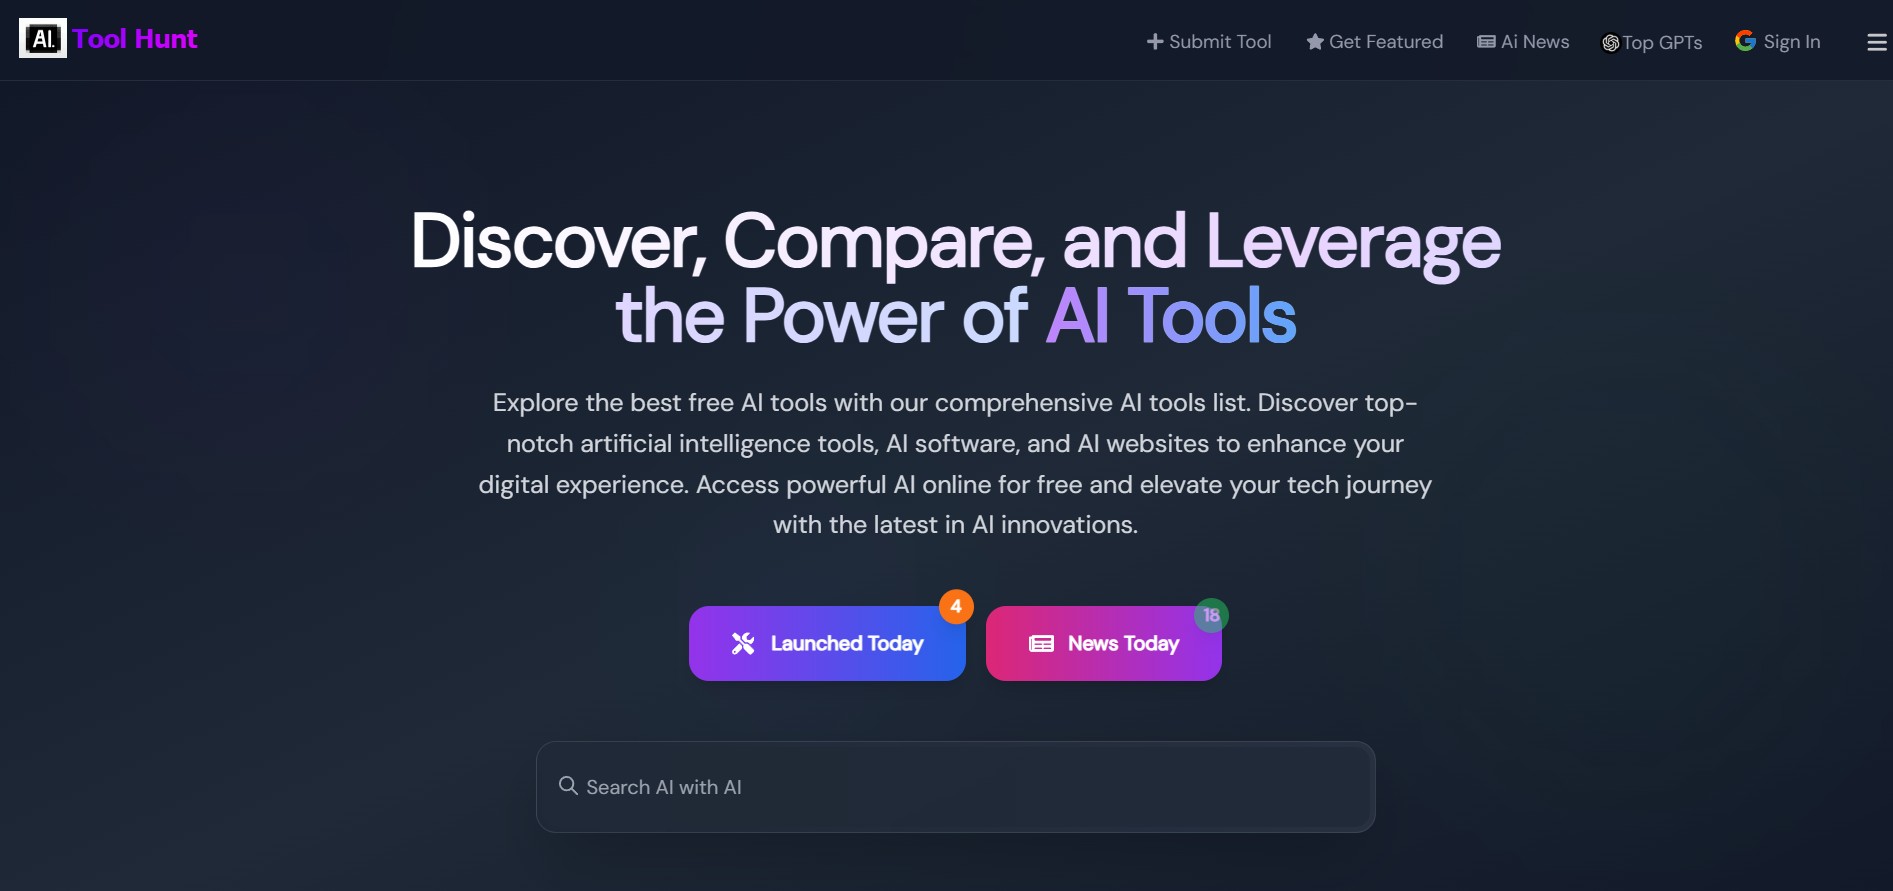 AI. Tool Hunt
Submit Tool
Get Featured
Ai News
Top GPTs
Sign In
Discover, Compare, and Leverage
the Power of AI Tools
Explore the best free AI tools with our comprehensive AI tools list. Discover top-
notch artificial intelligence tools, AI software, and AI websites to enhance your
digital experience. Access powerful AI online for free and elevate your tech journey
with the latest in AI innovations.
Launched Today
4
News Today
18
Search AI with AI